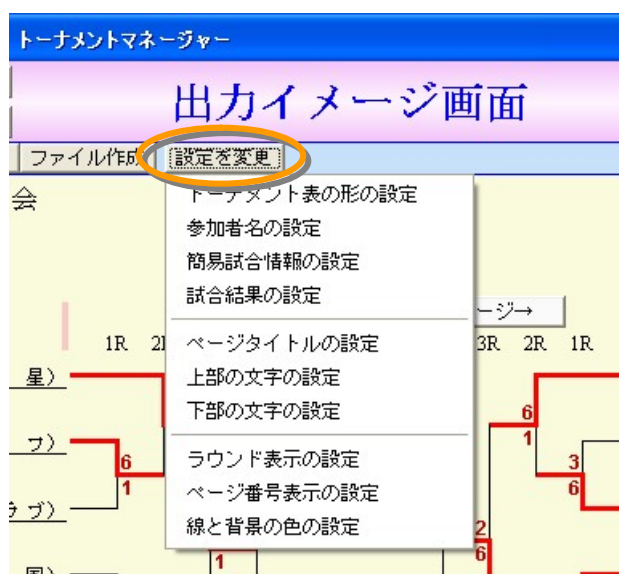 トーナメントマネージャー
出力イメージ画面
ファイル作成 設定を変更
会
トーナメント表の形の設定
参加者名の設定
簡易試合情報の設定
試合結果の設定
ージ→
1R
3R 2R 1R
ページタイトルの設定
星)
上部の文字の設定
下部の文字の設定
6
1
サ)
6
1
3
6
ラウンド表示の設定
ページ番号表示の設定
ブ)
線と背景の色の設定
2
6
1